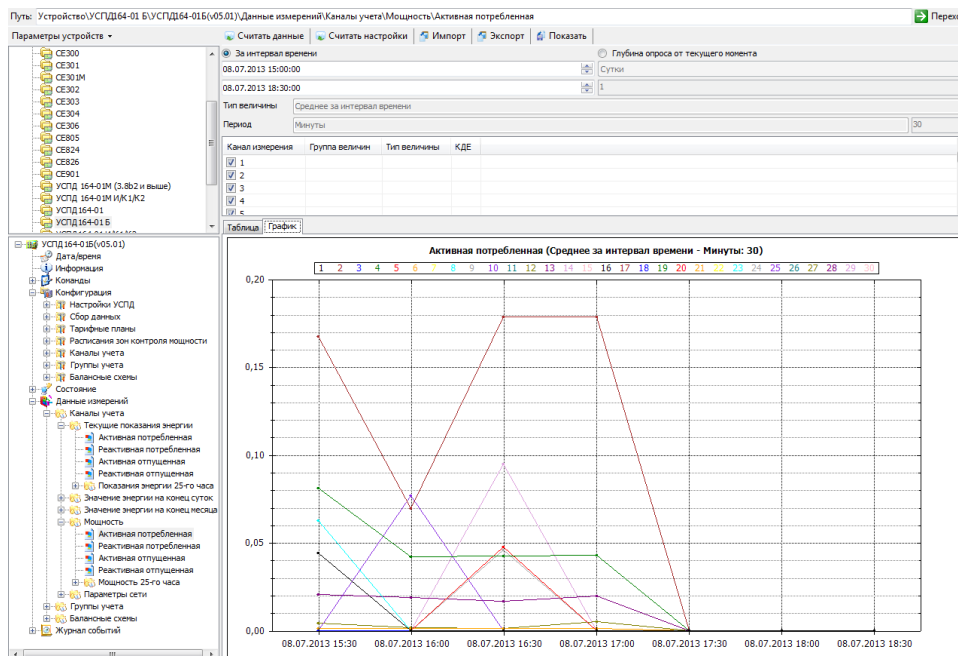 Путь: Устройство\УСПД164-01 Б\УСПД164-01Б(v05.01)\Данные измерений\Каналы учета\Мощность\Активная потребленная
Перехо
Параметры устройств
Считать данные
Считать настройки
Импорт
Экспорт
Показать
CE300
CE301
CE301M
CE302
CE303
CE304
CE306
CE805
CE824
CE826
CE901
УСПД 164-01М (3.8b2 и выше)
УСПД 164-01М И/К1/К2
УСПД164-01
УСПД164-01 Б
За интервал времени
Глубина опроса от текущего момента
08.07.2013 15:00:00
Сутки
08.07.2013 18:30:00
1
Тип величины
Среднее за интервал времени
Период
Минуты
30
Канал измерения
Группа величин
Тип величины
КДЕ
1
2
3
4
5
Таблица
График
УСПД164-01Б(v05.01)
Дата/время
Информация
Команды
Конфигурация
Настройки УСПД
Сбор данных
Тарифные планы
Расписания зон контроля мощности
Каналы учета
Группы учета
Балансные схемы
Состояние
Данные измерений
Каналы учета
Текущие показания энергии
Активная потребленная
Реактивная потребленная
Активная отпущенная
Реактивная отпущенная
Показания энергии 25-го часа
Значение энергии на конец суток
Значение энергии на конец месяца
Мощность
Активная потребленная
Реактивная потребленная
Активная отпущенная
Реактивная отпущенная
Мощность 25-го часа
Параметры сети
Группы учета
Балансные схемы
Журнал событий
Активная потребленная (Среднее за интервал времени - Минуты: 30)
1 2 3 4 5 6 7 8 9 10 11 12 13 14 15 16 17 18 19 20 21 22 23 24 25 26 27 28 29 30
0,20
0,15
0,10
0,05
0,00
08.07.2013 15:30 08.07.2013 16:00 08.07.2013 16:30 08.07.2013 17:00 08.07.2013 17:30 08.07.2013 18:00 08.07.2013 18:30